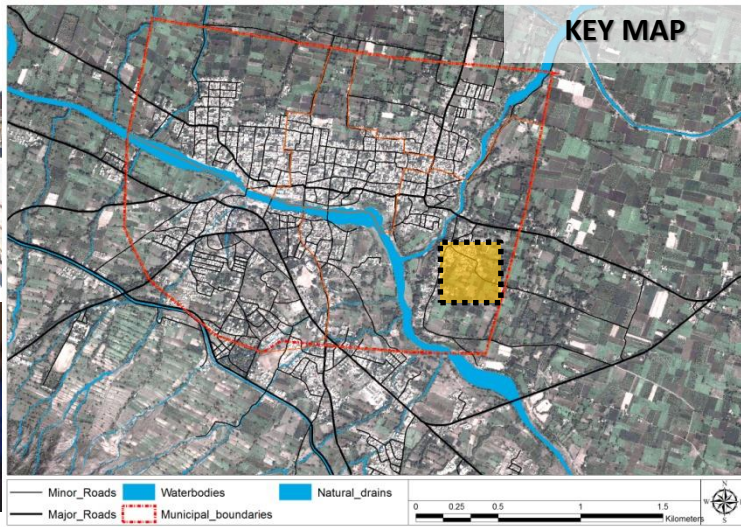 KEY MAP
Minor_Roads Waterbodies Natural_drains
Major_Roads Municipal_boundaries
0 0.25 0.5 1 1.5
Kilometers
N
W E
S